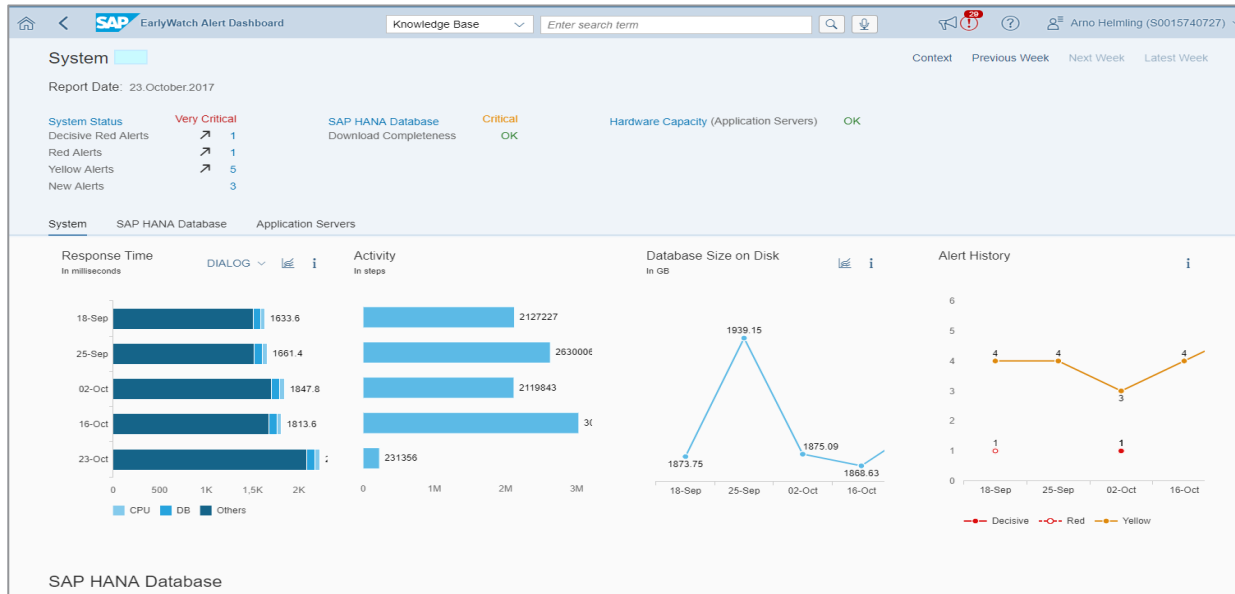 SAP EarlyWatch Alert Dashboard Knowledge Base Enter search term 29 Arno Helmling (S0015740727)
System Context Previous Week Next Week Latest Week
Report Date: 23.October.2017
System Status Very Critical SAP HANA Database Critical Hardware Capacity (Application Servers) OK
Decisive Red Alerts 1 Download Completeness OK
Red Alerts 1
Yellow Alerts 5
New Alerts 3
System SAP HANA Database Application Servers
Response Time
In milliseconds
DIALOG
18-Sep 1633.6
25-Sep 1661.4
02-Oct 1847.8
16-Oct 1813.6
23-Oct
0 500 1K 1,5K 2K
CPU DB Others
Activity
In steps
2127227
2630006
2119843
231356
0 1M 2M 3M
Database Size on Disk
In GB
1939.15
1875.09
1873.75
1868.63
18-Sep 25-Sep 02-Oct 16-Oct
Alert History
6
5
4 4 4 4
3 3
2
1 1 1
0
18-Sep 25-Sep 02-Oct 16-Oct
Decisive Red Yellow
SAP HANA Database